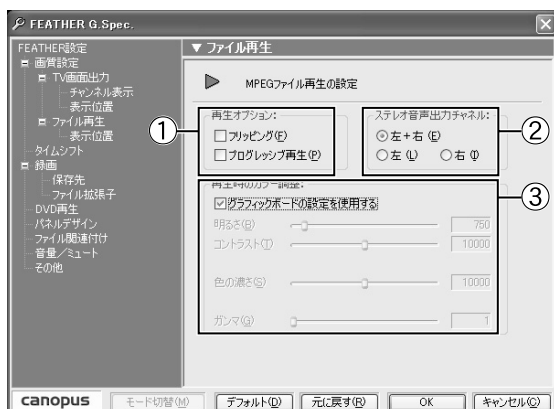 FEATHER G.Spec.
FEATHER設定
画質設定
TV画面出力
チャンネル表示
表示位置
ファイル再生
表示位置
タイムシフト
録画
保存先
ファイル拡張子
DVD再生
パネルデザイン
ファイル関連付け
音量／ミュート
その他
▼ ファイル再生
MPEGファイル再生の設定
① 再生オプション:
フリッピング(F)
プログレッシブ再生(P)
ステレオ音声出力チャネル: ②
左+右 (E)
左 (L) 右 (I)
再生時のカラー調整: ③
グラフィックボードの設定を使用する
明るさ(B) 750
コントラスト(T) 10000
色の濃さ(S) 10000
ガンマ(G) 1
canopus モード切替(M) デフォルト(D) 元に戻す(R) OK キャンセル(C)